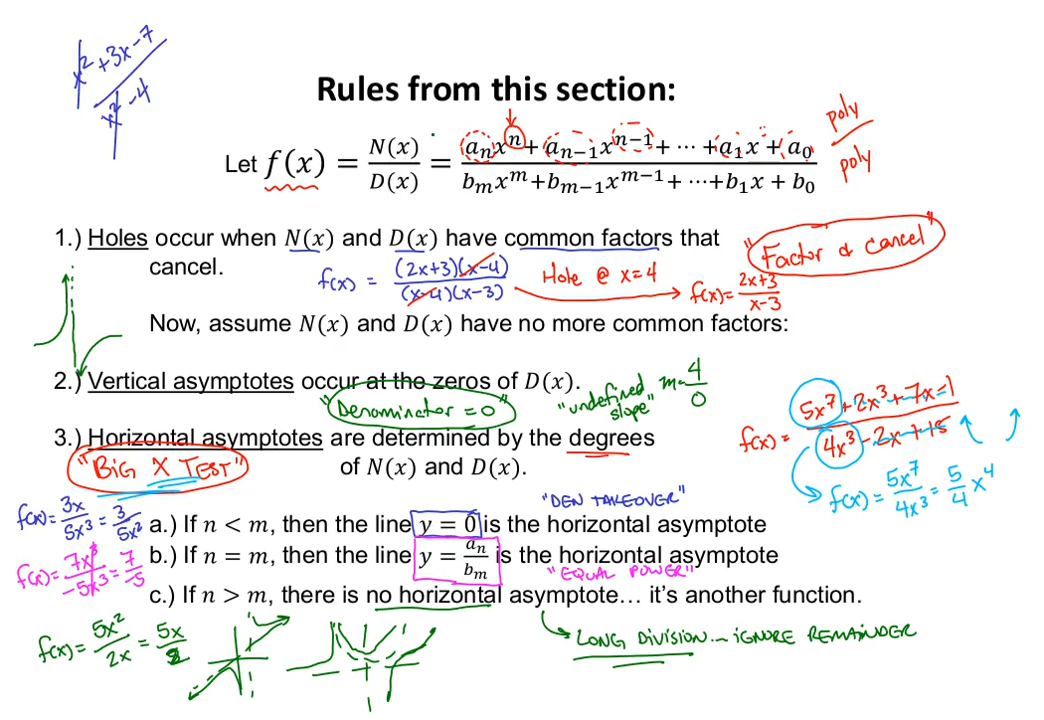 x² + 3x - 7
x² - 4
Rules from this section:
Let f(x) = N(x)/D(x) = (aₙxⁿ + aₙ₋₁xⁿ⁻¹ + ⋯ + a₁x + a₀)/(bₘxᵐ+bₘ₋₁xᵐ⁻¹+ ⋯+b₁x + b₀)
poly
poly
1.) Holes occur when N(x) and D(x) have common factors that
cancel.
"Factor & Cancel"
f(x) = (2x+3)(x-4)/(x-4)(x-3)
Hole @ x=4
f(x) = 2x+3/x-3
Now, assume N(x) and D(x) have no more common factors:
2.) Vertical asymptotes occur at the zeros of D(x).
"Denominator = 0"
"undefined slope"
m = 4/0
3.) Horizontal asymptotes are determined by the degrees
of N(x) and D(x).
"BIG X TEST"
f(x) = 5x⁷+2x³+7x=1/4x³-2x+15
f(x) = 5x⁷/4x³ = 5/4 x⁴
"DEN TAKEOVER"
f(x) = 3x/5x³ = 3/5x²
a.) If n < m, then the line y = 0 is the horizontal asymptote
f(x) = 7x³/-5x³ = 7/-5
b.) If n = m, then the line y = aₙ/bₘ is the horizontal asymptote
"EQUAL POWER"
c.) If n > m, there is no horizontal asymptote… it's another function.
f(x) = 5x²/2x = 5x/2
LONG DIVISION... IGNORE REMAINDER